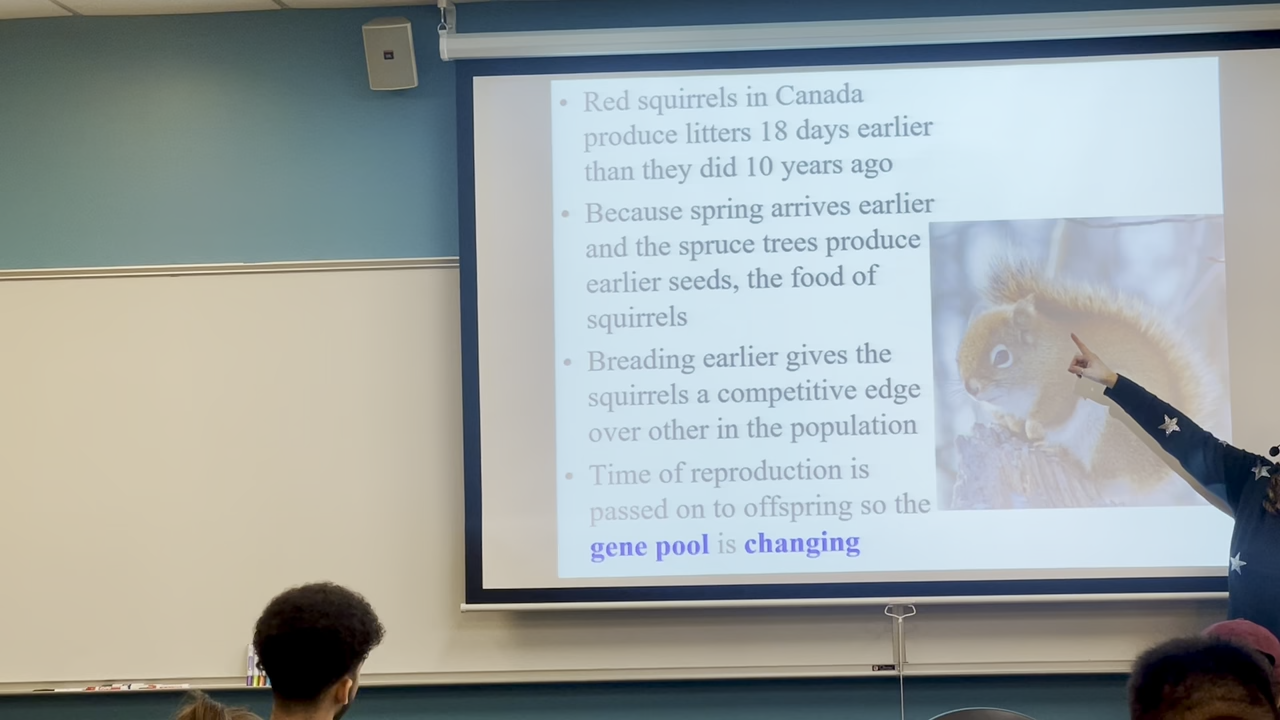 • Red squirrels in Canada
produce litters 18 days earlier
than they did 10 years ago
• Because spring arrives earlier
and the spruce trees produce
earlier seeds, the food of
squirrels
• Breading earlier gives the
squirrels a competitive edge
over other in the population
• Time of reproduction is
passed on to offspring so the
gene pool is changing